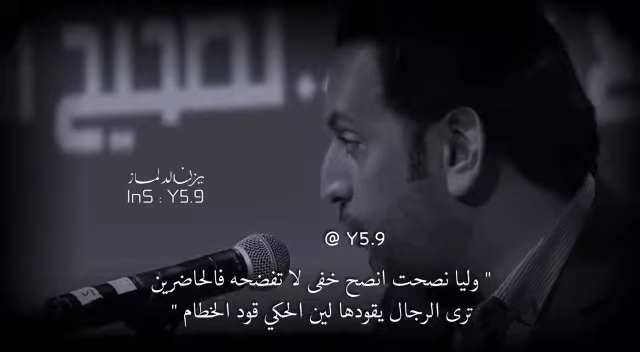 تصحيح
يزن الدلماز
InS : Y5.9
@ Y5.9
" وليا نصحت انصح خفى لا تفضحه فالحاضرين
ترى الرجال يقودها لين الحكي قود الخطام "